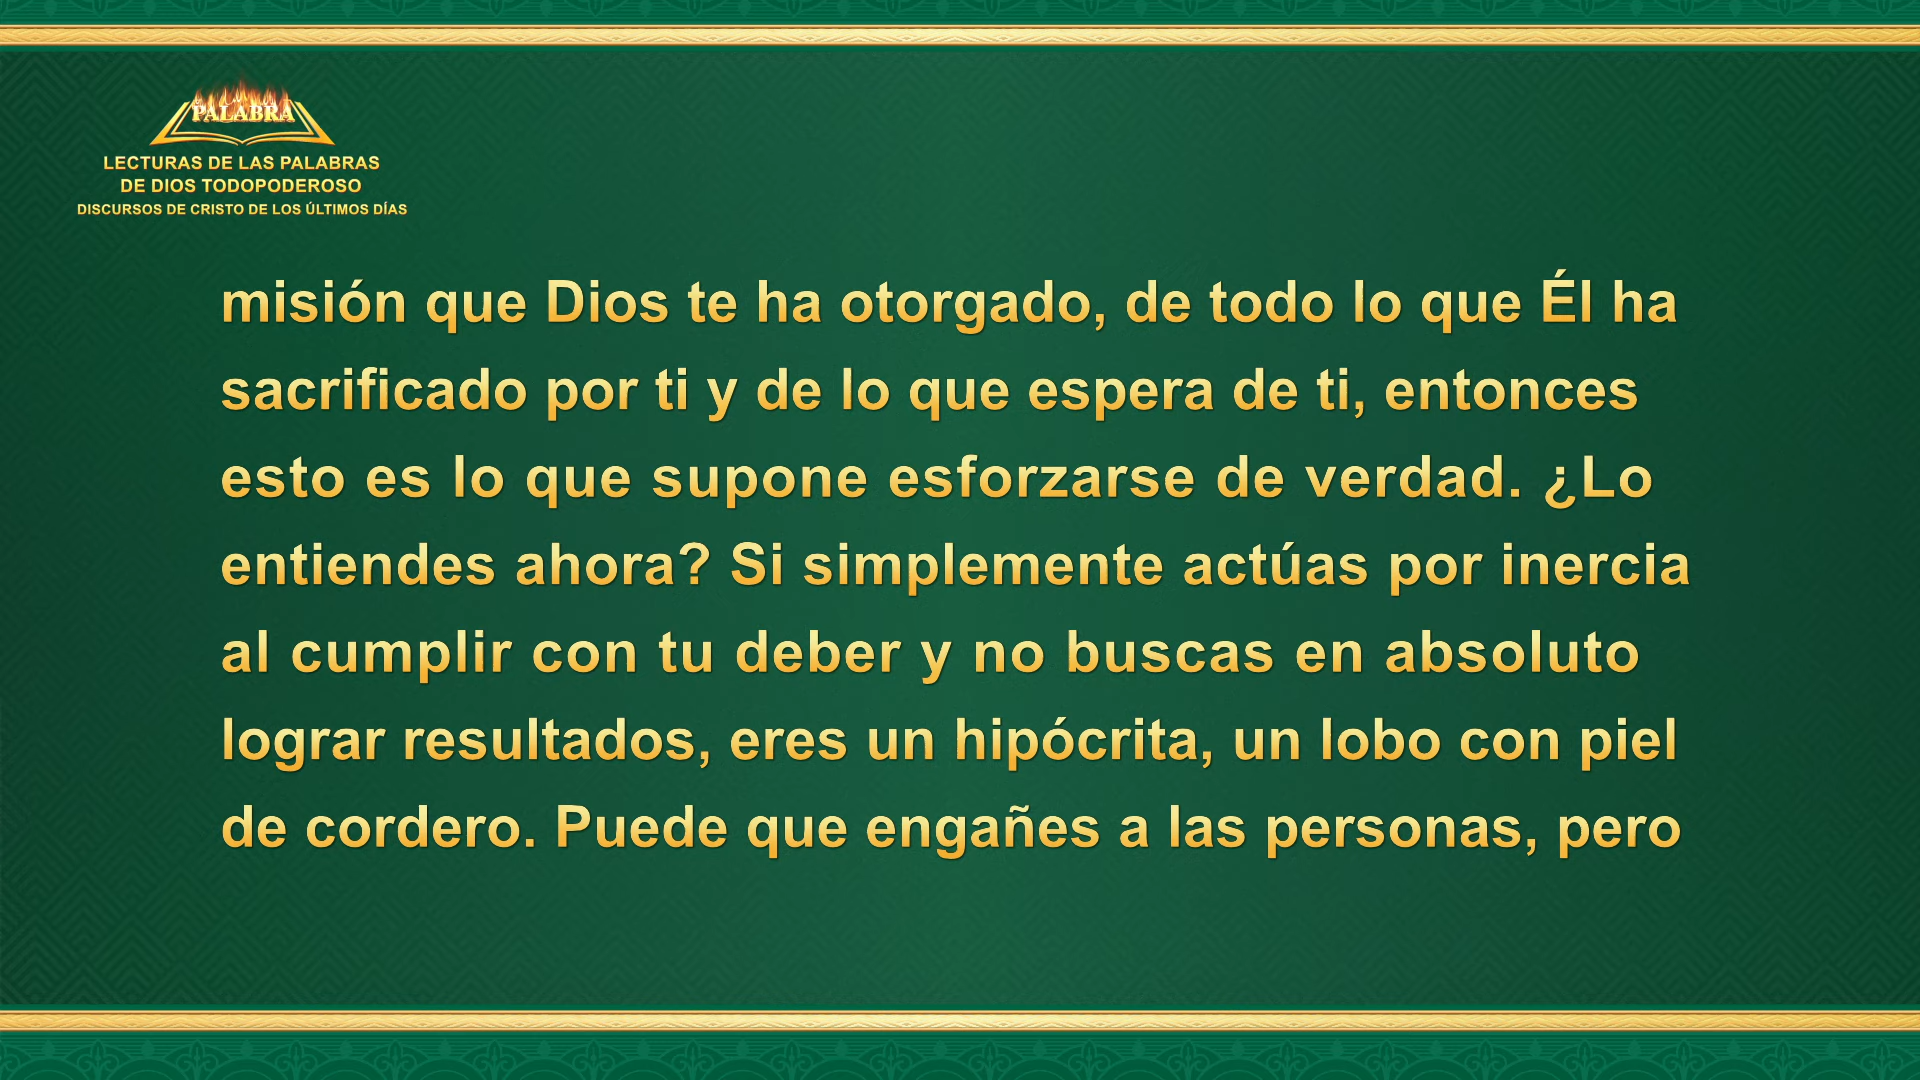 PALABRA
LECTURAS DE LAS PALABRAS
DE DIOS TODOPODEROSO
DISCURSOS DE CRISTO DE LOS ÚLTIMOS DÍAS
misión que Dios te ha otorgado, de todo lo que Él ha
sacrificado por ti y de lo que espera de ti, entonces
esto es lo que supone esforzarse de verdad. ¿Lo
entiendes ahora? Si simplemente actúas por inercia
al cumplir con tu deber y no buscas en absoluto
lograr resultados, eres un hipócrita, un lobo con piel
de cordero. Puede que engañes a las personas, pero